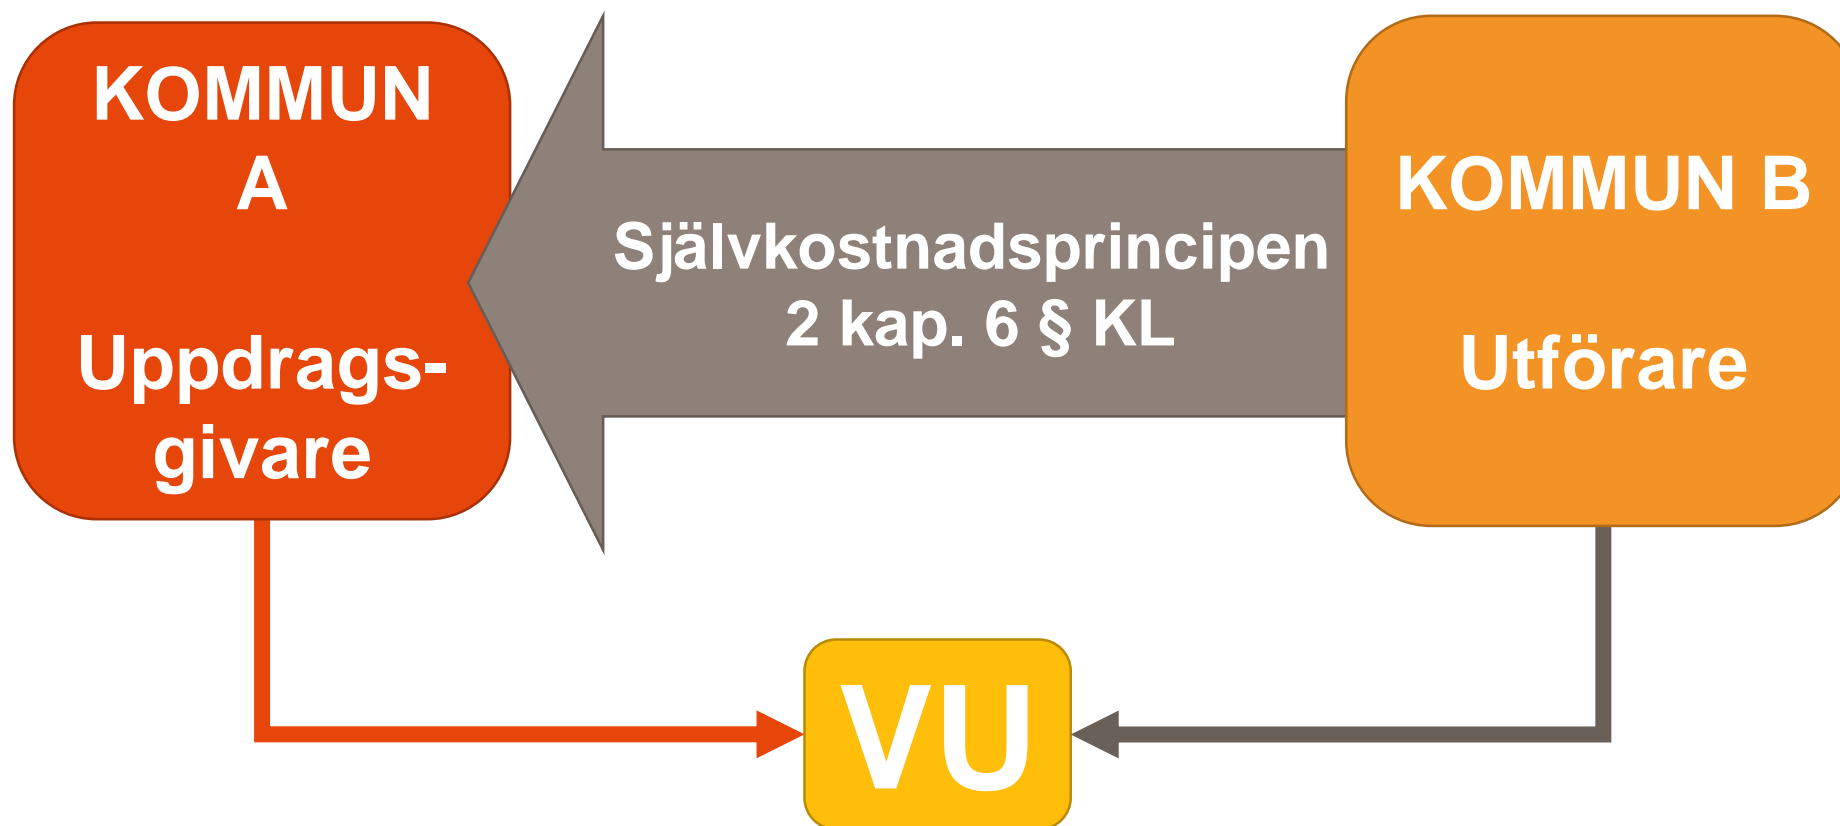 KOMMUN
A
Uppdrags-
givare
Självkostnadsprincipen
2 kap. 6 § KL
KOMMUN B
Utförare
VU